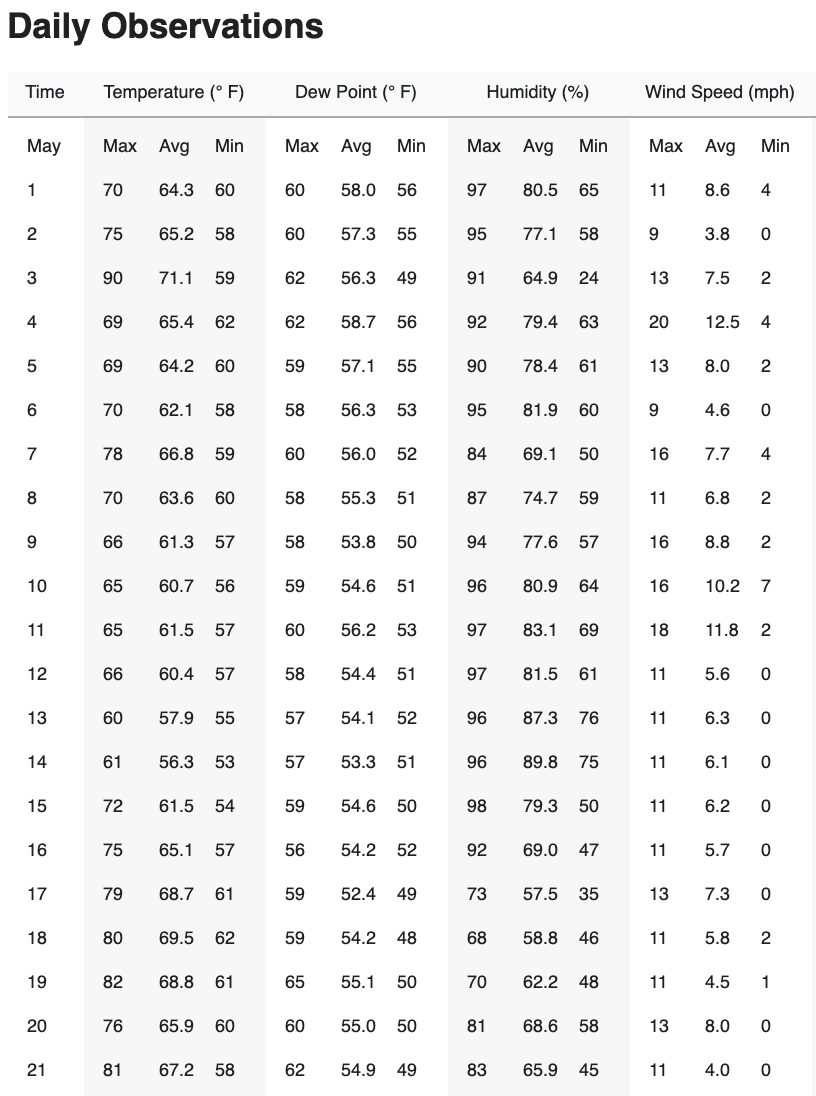 Daily Observations
Time Temperature (° F) Dew Point (° F) Humidity (%) Wind Speed (mph)
May Max Avg Min Max Avg Min Max Avg Min Max Avg Min
1 70 64.3 60 60 58.0 56 97 80.5 65 11 8.6 4
2 75 65.2 58 60 57.3 55 95 77.1 58 9 3.8 0
3 90 71.1 59 62 56.3 49 91 64.9 24 13 7.5 2
4 69 65.4 62 62 58.7 56 92 79.4 63 20 12.5 4
5 69 64.2 60 59 57.1 55 90 78.4 61 13 8.0 2
6 70 62.1 58 58 56.3 53 95 81.9 60 9 4.6 0
7 78 66.8 59 60 56.0 52 84 69.1 50 16 7.7 4
8 70 63.6 60 58 55.3 51 87 74.7 59 11 6.8 2
9 66 61.3 57 58 53.8 50 94 77.6 57 16 8.8 2
10 65 60.7 56 59 54.6 51 96 80.9 64 16 10.2 7
11 65 61.5 57 60 56.2 53 97 83.1 69 18 11.8 2
12 66 60.4 57 58 54.4 51 97 81.5 61 11 5.6 0
13 60 57.9 55 57 54.1 52 96 87.3 76 11 6.3 0
14 61 56.3 53 57 53.3 51 96 89.8 75 11 6.1 0
15 72 61.5 54 59 54.6 50 98 79.3 50 11 6.2 0
16 75 65.1 57 56 54.2 52 92 69.0 47 11 5.7 0
17 79 68.7 61 59 52.4 49 73 57.5 35 13 7.3 0
18 80 69.5 62 59 54.2 48 68 58.8 46 11 5.8 2
19 82 68.8 61 65 55.1 50 70 62.2 48 11 4.5 1
20 76 65.9 60 60 55.0 50 81 68.6 58 13 8.0 0
21 81 67.2 58 62 54.9 49 83 65.9 45 11 4.0 0